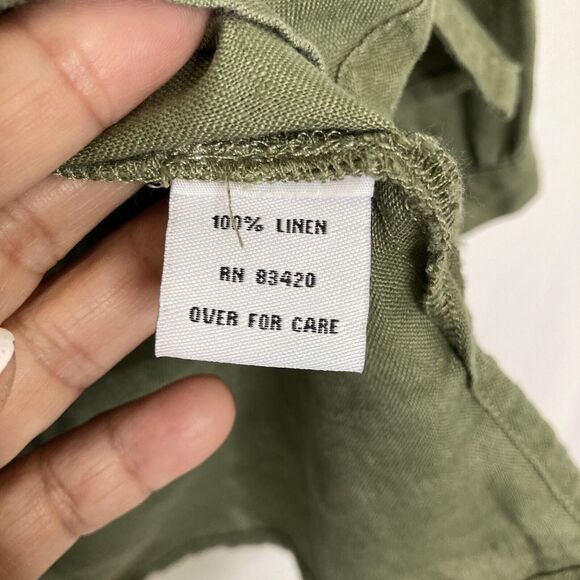 100% LINEN
RN 83420
OVER FOR CARE